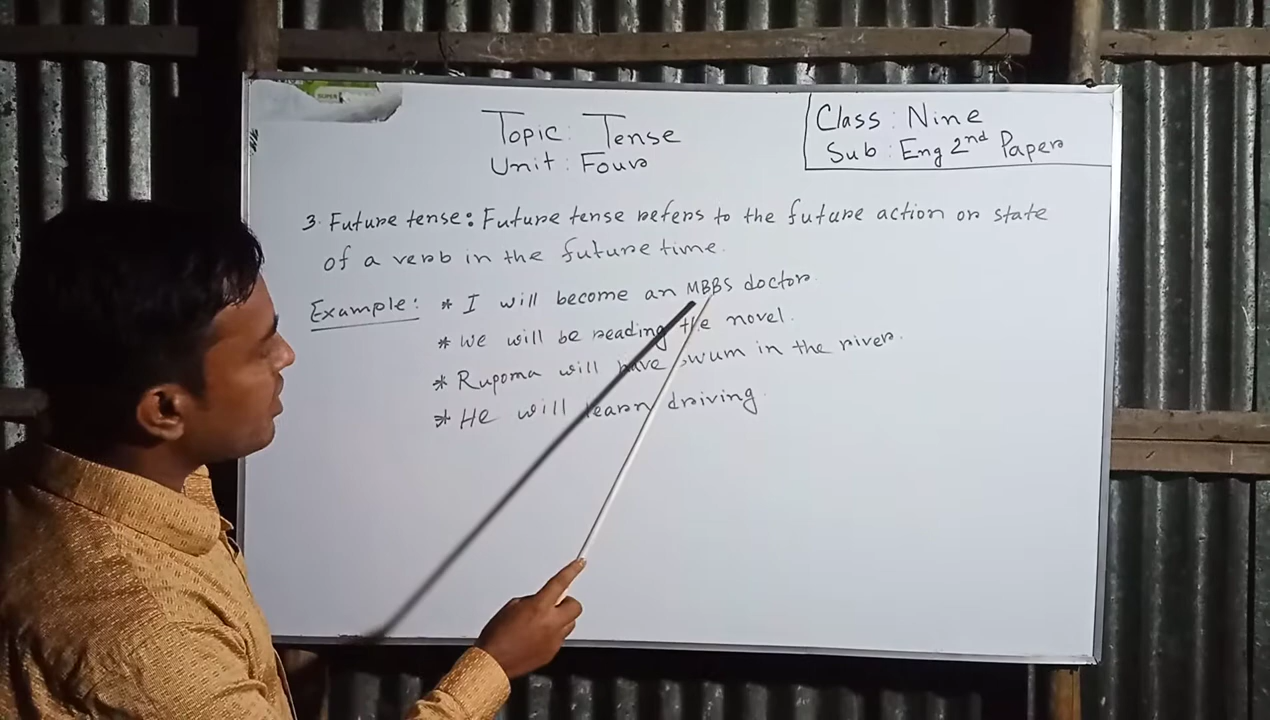 SUPER
Topic: Tense
Unit: Four
Class: Nine
Sub: Eng 2nd Paper
3. Future tense: Future tense refers to the future action or state
of a verb in the future time.
Example: * I will become an MBBS doctor.
* We will be reading the novel.
* Rupoma will have swum in the river.
* He will learn driving.